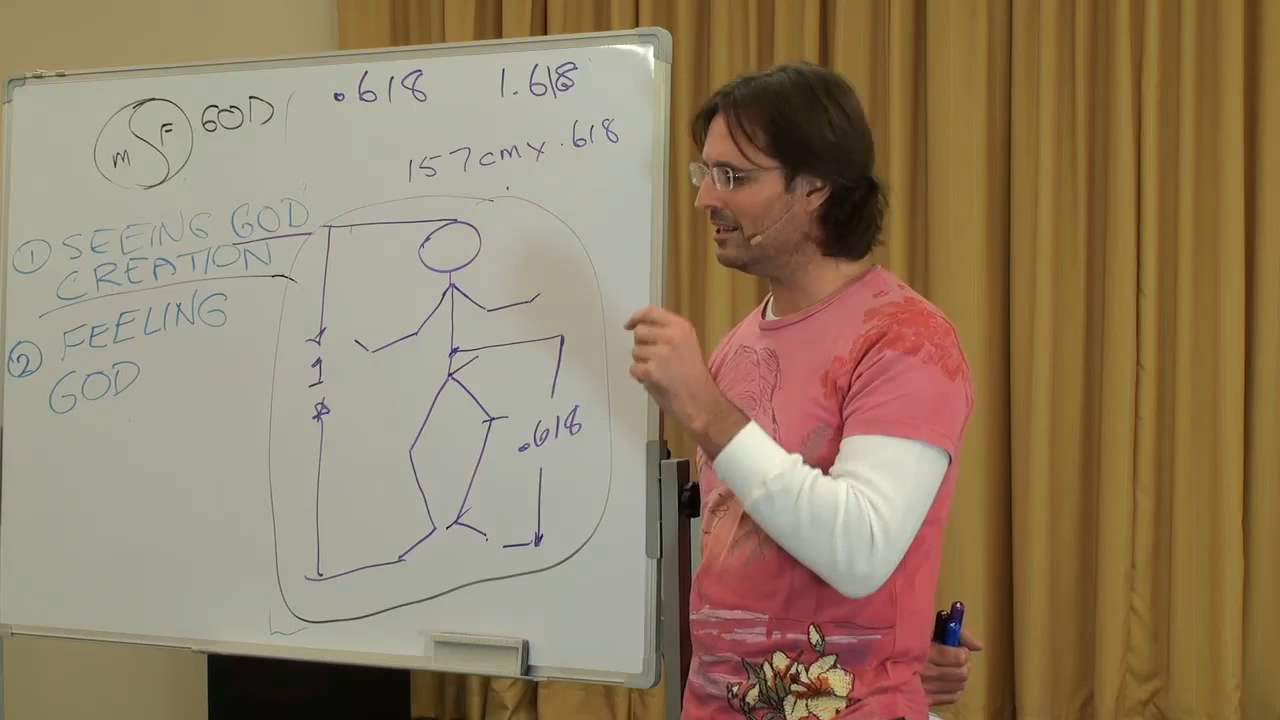 .618 1.618
M F GOD
157cm x .618
① SEEING GOD
CREATION
② FEELING
GOD
1
.618